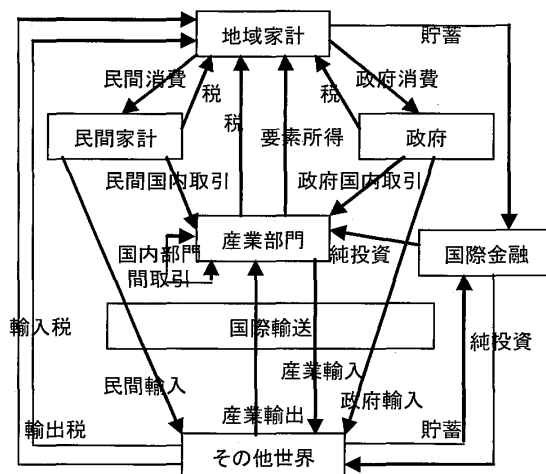 地域家計
貯蓄
民間消費
税
税
政府消費
税
民間家計
要素所得
政府
民間国内取引
政府国内取引
産業部門
国内部門
間取引
純投資
国際金融
国際輸送
輸入税
純投資
民間輸入
産業輸入
政府輸入
産業輸出
輸出税
貯蓄
その他世界